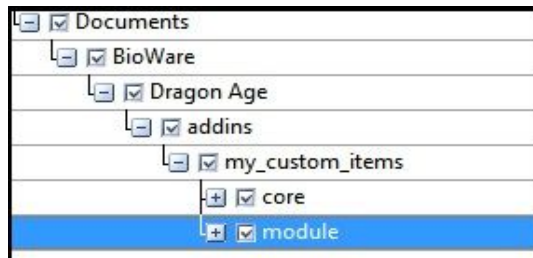 Documents
BioWare
Dragon Age
addins
my_custom_items
core
module